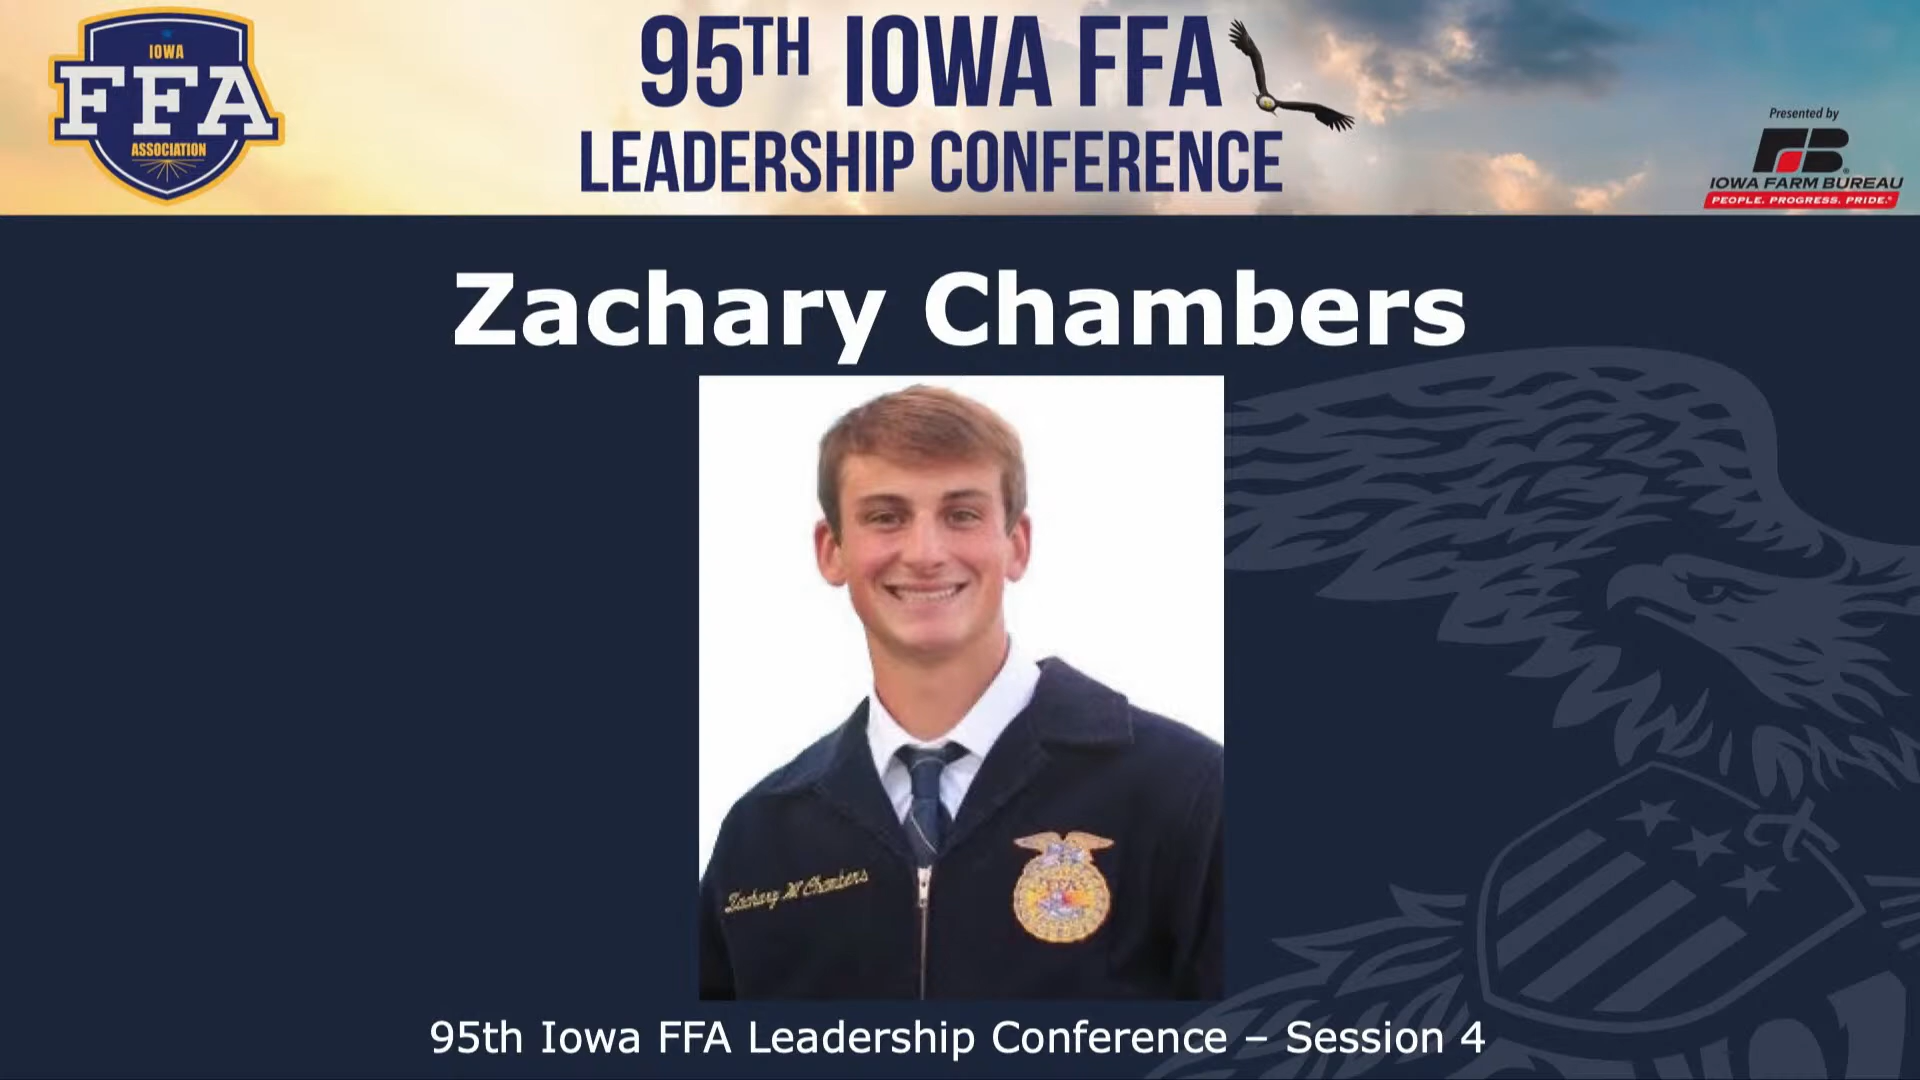 IOWA
FFA
ASSOCIATION
95TH IOWA FFA
LEADERSHIP CONFERENCE
Presented by
FB
IOWA FARM BUREAU
PEOPLE. PROGRESS. PRIDE.®
Zachary Chambers
Zachary M Chambers
FFA
95th Iowa FFA Leadership Conference – Session 4